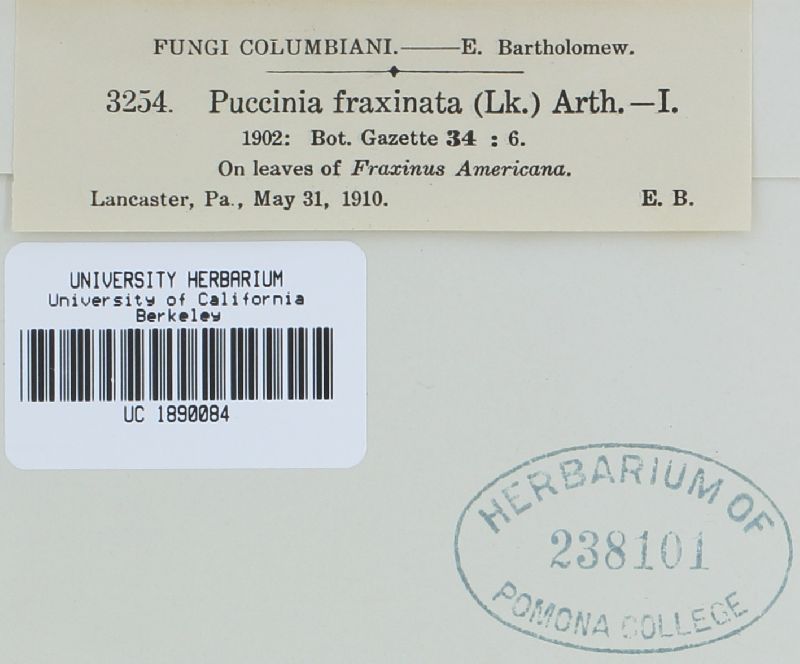 FUNGI COLUMBIANI.——E. Bartholomew.
3254. Puccinia fraxinata (Lk.) Arth.—I.
1902: Bot. Gazette 34 : 6.
On leaves of Fraxinus Americana.
Lancaster, Pa., May 31, 1910. E. B.
UNIVERSITY HERBARIUM
University of California
Berkeley
UC 1890084
HERBARIUM OF
238101
POMONA COLLEGE